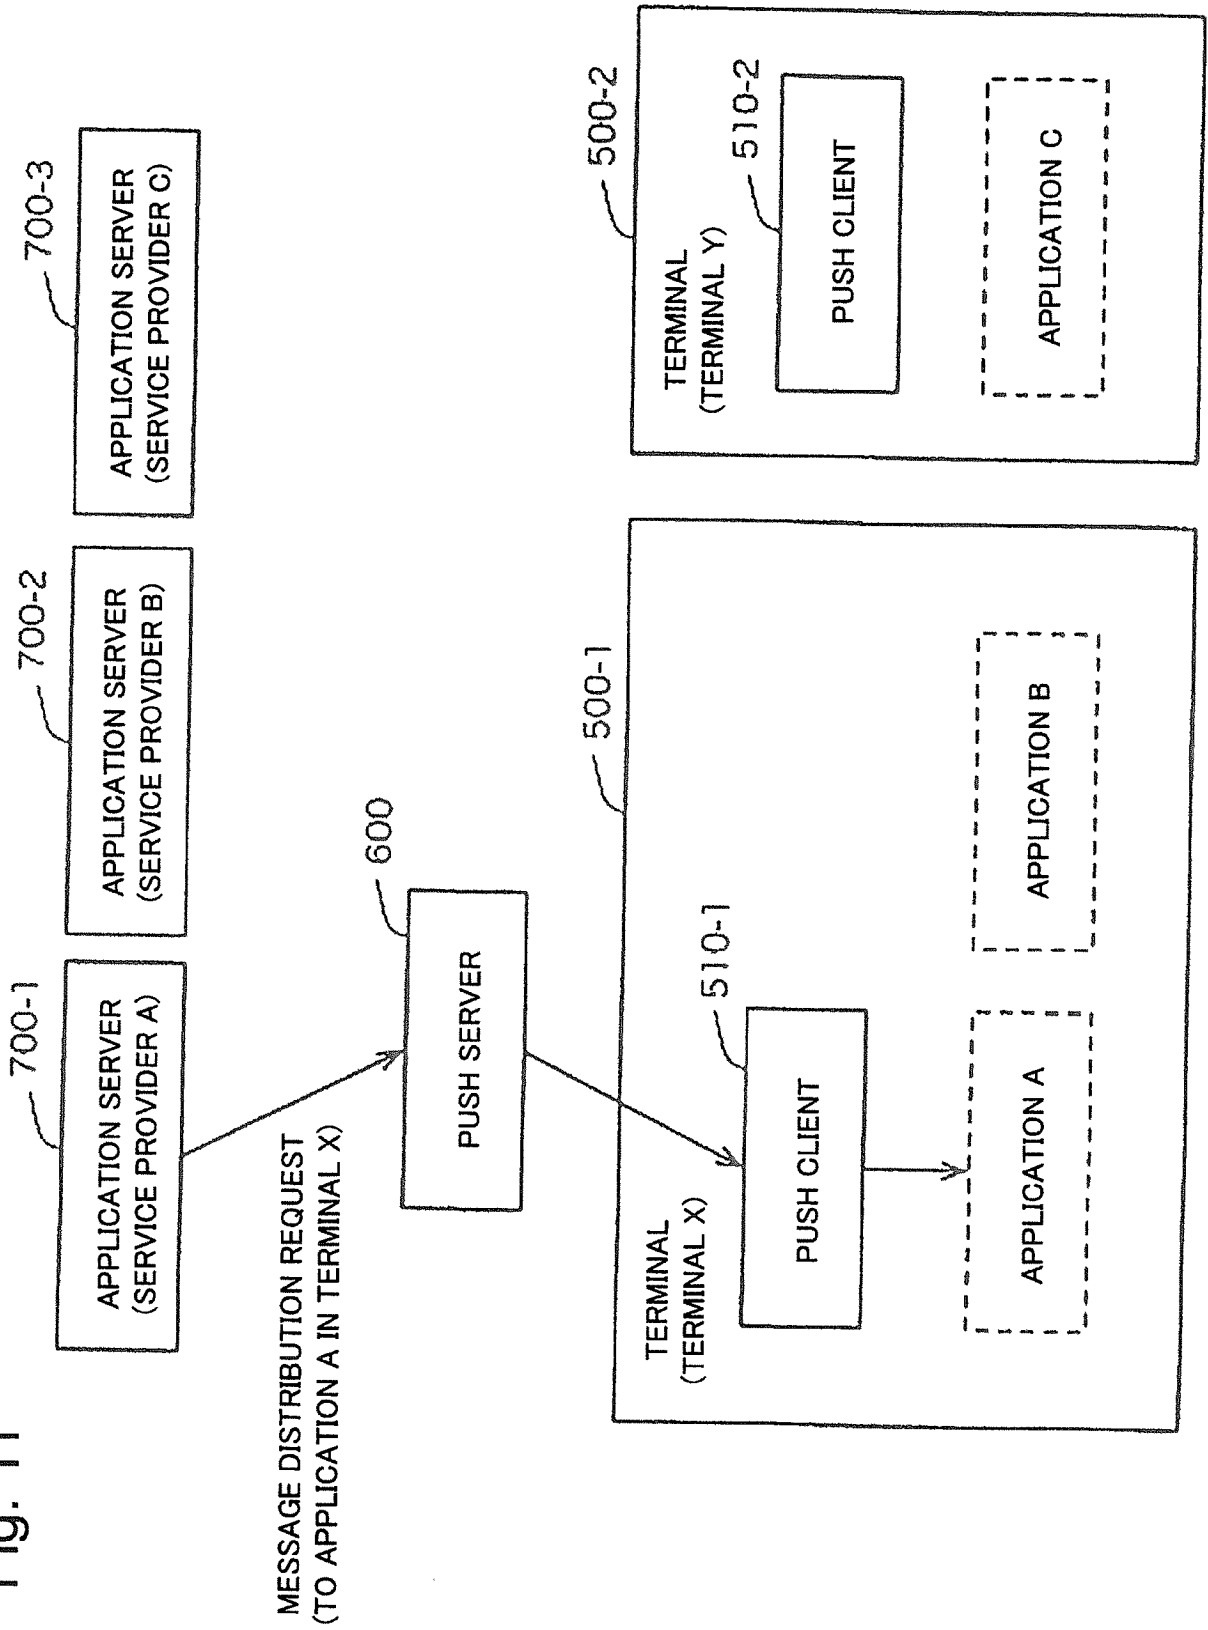 Fig. 11
700-1
APPLICATION SERVER
(SERVICE PROVIDER A)
700-2
APPLICATION SERVER
(SERVICE PROVIDER B)
700-3
APPLICATION SERVER
(SERVICE PROVIDER C)
MESSAGE DISTRIBUTION REQUEST
(TO APPLICATION A IN TERMINAL X)
600
PUSH SERVER
500-1
TERMINAL
(TERMINAL X)
510-1
PUSH CLIENT
APPLICATION A
APPLICATION B
500-2
TERMINAL
(TERMINAL Y)
510-2
PUSH CLIENT
APPLICATION C